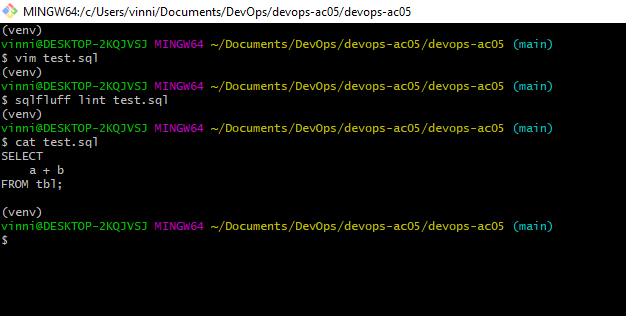 MINGW64:/c/Users/vinni/Documents/DevOps/devops-ac05/devops-ac05
(venv)
vinni@DESKTOP-2KQJVSJ MINGW64 ~/Documents/DevOps/devops-ac05/devops-ac05 (main)
$ vim test.sql
(venv)
vinni@DESKTOP-2KQJVSJ MINGW64 ~/Documents/DevOps/devops-ac05/devops-ac05 (main)
$ sqlfluff lint test.sql
(venv)
vinni@DESKTOP-2KQJVSJ MINGW64 ~/Documents/DevOps/devops-ac05/devops-ac05 (main)
$ cat test.sql
SELECT
    a + b
FROM tbl;

(venv)
vinni@DESKTOP-2KQJVSJ MINGW64 ~/Documents/DevOps/devops-ac05/devops-ac05 (main)
$